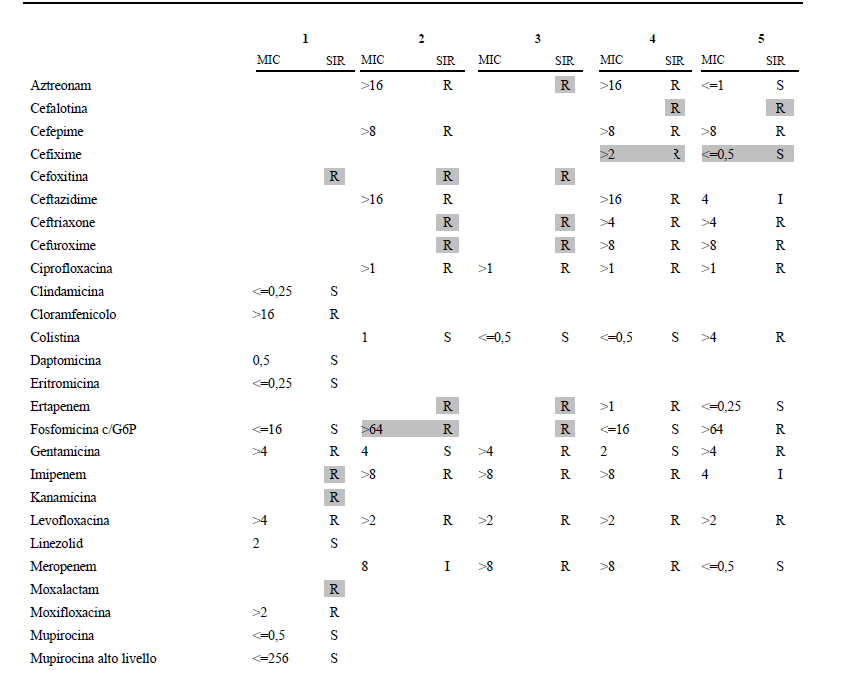 1 2 3 4 5
MIC SIR MIC SIR MIC SIR MIC SIR MIC SIR
Aztreonam >16 R R >16 R <=1 S
Cefalotina R R
Cefepime >8 R >8 R >8 R
Cefixime >2 R <=0,5 S
Cefoxitina R R R
Ceftazidime >16 R >16 R 4 I
Ceftriaxone R R >4 R >4 R
Cefuroxime R R >8 R >8 R
Ciprofloxacina >1 R >1 R >1 R >1 R
Clindamicina <=0,25 S
Cloramfenicolo >16 R
Colistina 1 S <=0,5 S <=0,5 S >4 R
Daptomicina 0,5 S
Eritromicina <=0,25 S
Ertapenem R R >1 R <=0,25 S
Fosfomicina c/G6P <=16 S >64 R R <=16 S >64 R
Gentamicina >4 R 4 S >4 R 2 S >4 R
Imipenem R >8 R >8 R >8 R 4 I
Kanamicina R
Levofloxacina >4 R >2 R >2 R >2 R >2 R
Linezolid 2 S
Meropenem 8 I >8 R >8 R <=0,5 S
Moxalactam R
Moxifloxacina >2 R
Mupirocina <=0,5 S
Mupirocina alto livello <=256 S